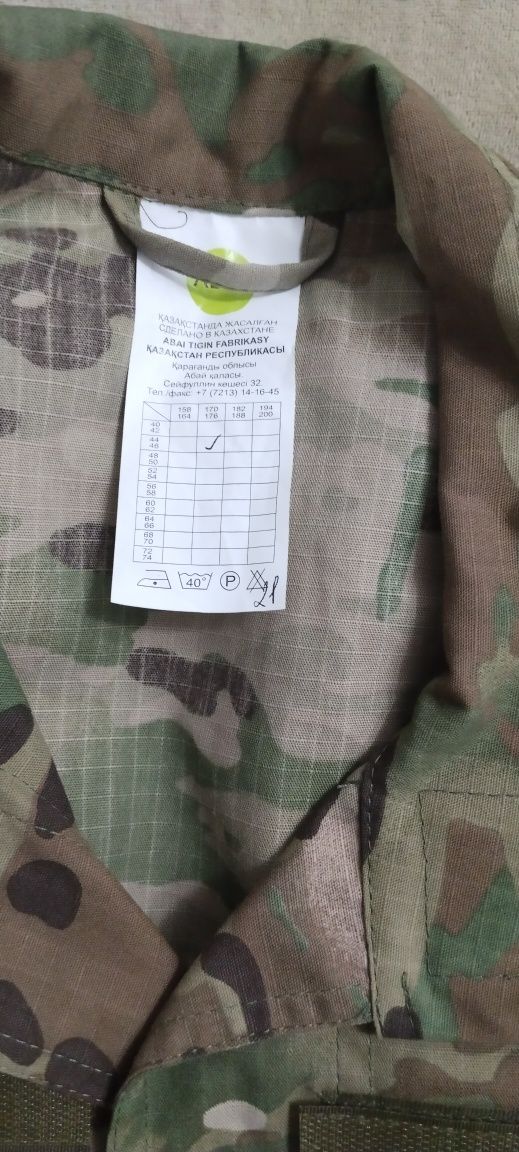 ҚАЗАҚСТАНДА ЖАСАЛҒАН
СДЕЛАНО В КАЗАХСТАНЕ
ABAI TIGIN FABRIKASY
ҚАЗАҚСТАН РЕСПУБЛИКАСЫ
Қарағанды облысы
Абай қаласы.
Сейфуллин көшесі 32.
Тел./факс: +7 (7213) 14-16-45
158 170 182 194
164 176 188 200
40
42
44
46
48
50
52
54
56
58
60
62
64
66
68
70
72
74
40° P